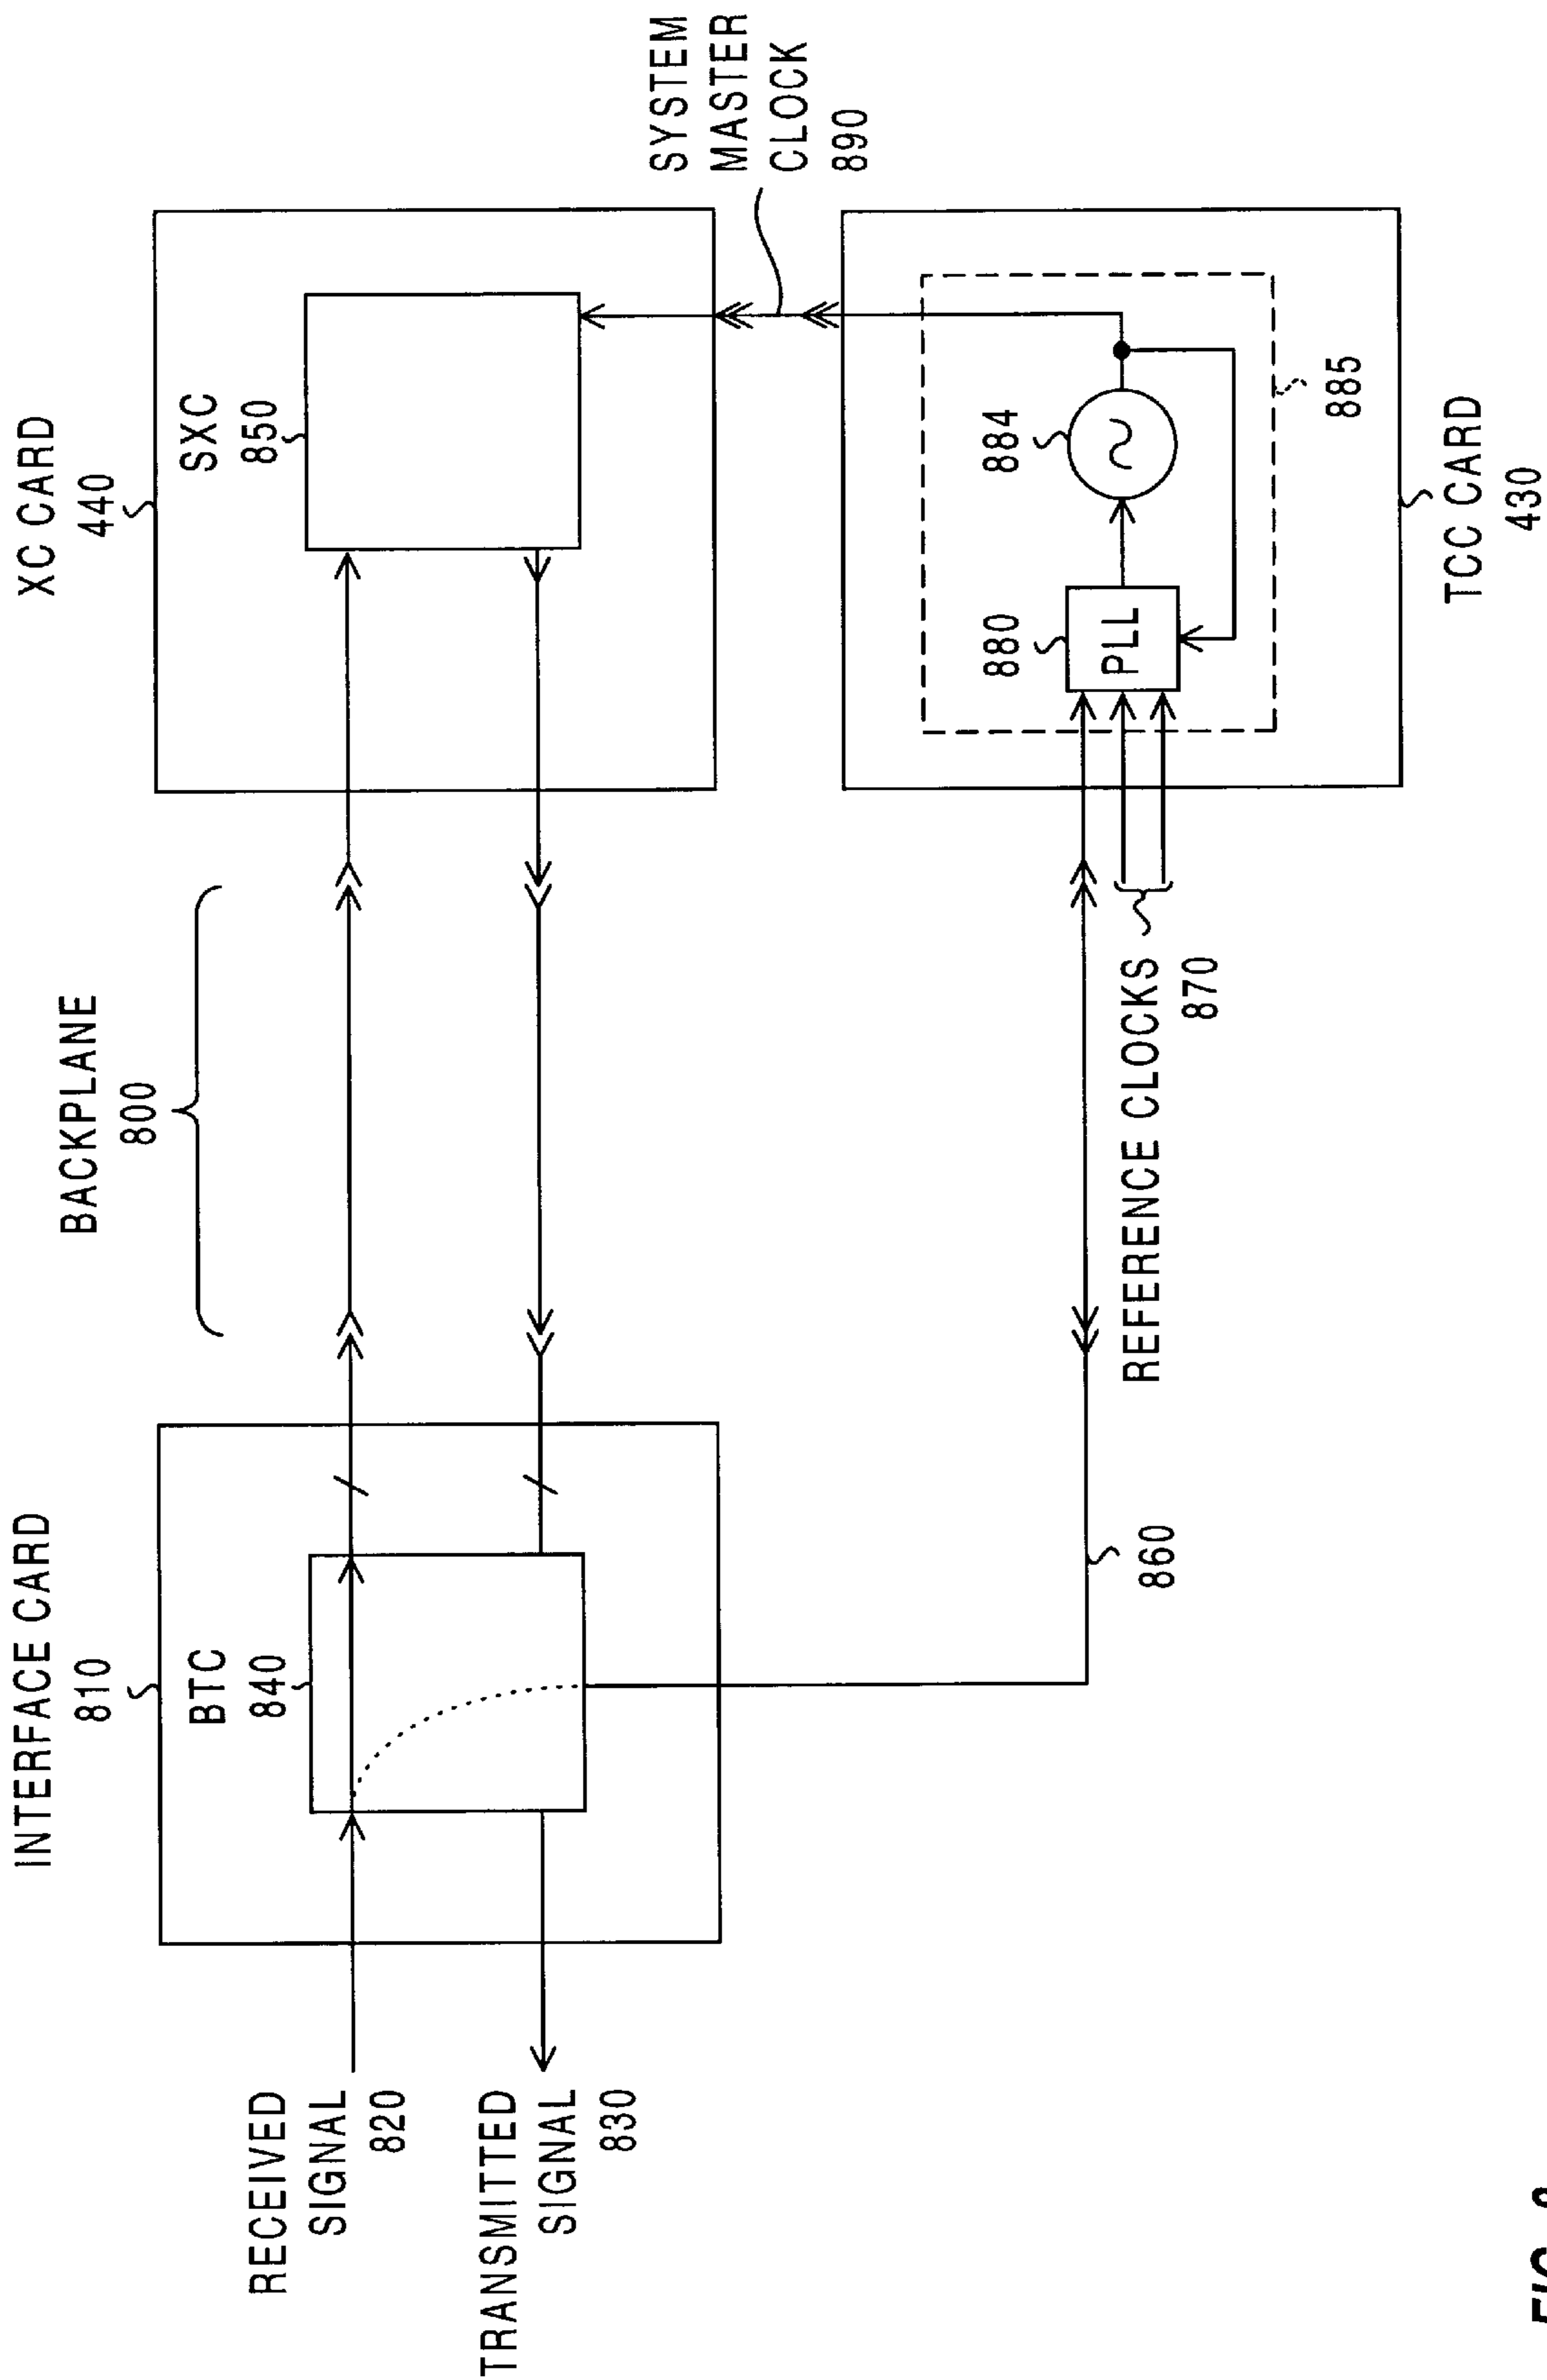 RECEIVED
SIGNAL
820
TRANSMITTED
SIGNAL
830
INTERFACE CARD
810
BTC
840
BACKPLANE
800
860
REFERENCE CLOCKS
870
XC CARD
440
SXC
850
SYSTEM
MASTER
CLOCK
890
880
PLL
884
885
TCC CARD
430